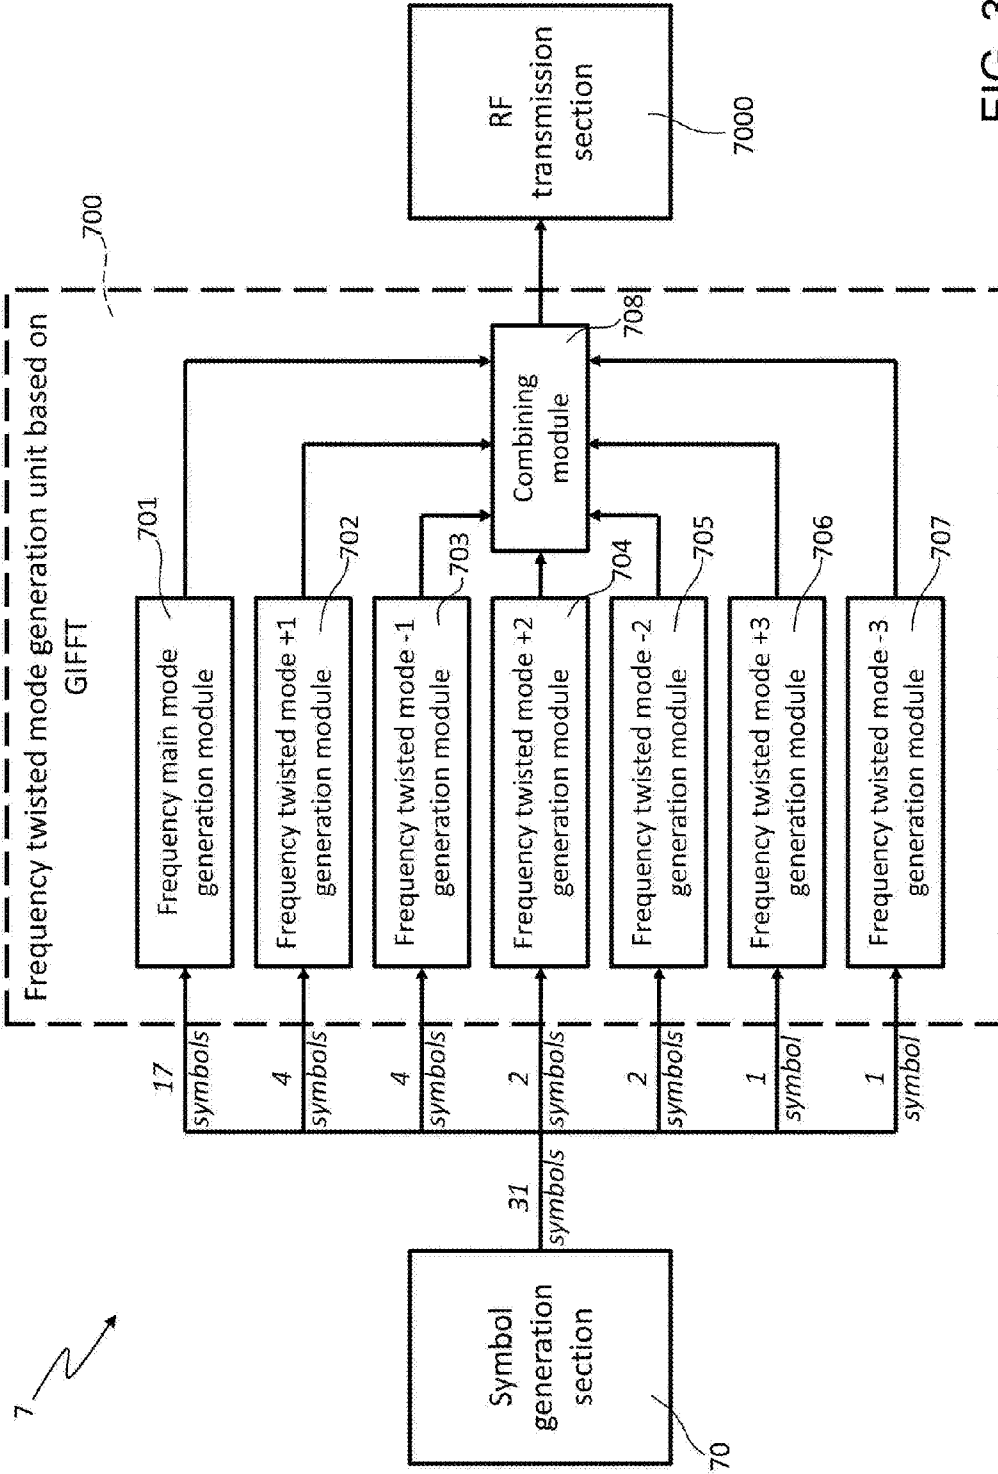 7
Symbol
generation
section
70
31
symbols
17
symbols
4
symbols
4
symbols
2
symbols
2
symbols
1
symbol
1
symbol
Frequency twisted mode generation unit based on
GIFFT
700
Frequency main mode
generation module
701
Frequency twisted mode +1
generation module
702
Frequency twisted mode -1
generation module
703
Frequency twisted mode +2
generation module
704
Frequency twisted mode -2
generation module
705
Frequency twisted mode +3
generation module
706
Frequency twisted mode -3
generation module
707
Combining
module
708
RF
transmission
section
7000
FIG. 3